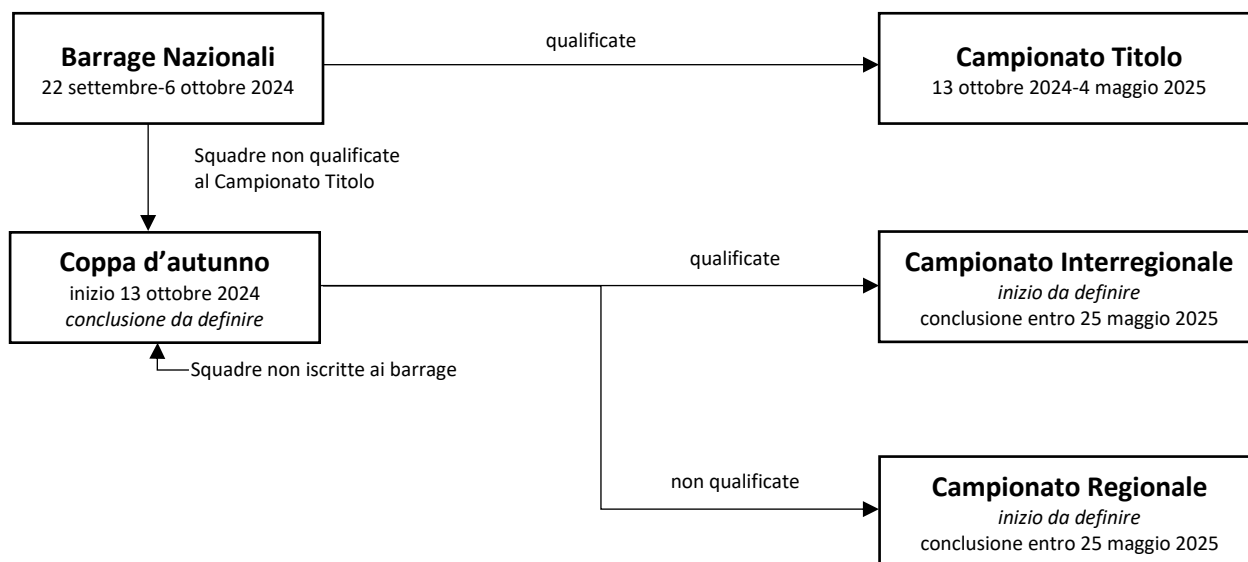 Barrage Nazionali
22 settembre-6 ottobre 2024
qualificate
Campionato Titolo
13 ottobre 2024-4 maggio 2025
Squadre non qualificate
al Campionato Titolo
Coppa d’autunno
inizio 13 ottobre 2024
conclusione da definire
qualificate
Campionato Interregionale
inizio da definire
conclusione entro 25 maggio 2025
Squadre non iscritte ai barrage
non qualificate
Campionato Regionale
inizio da definire
conclusione entro 25 maggio 2025